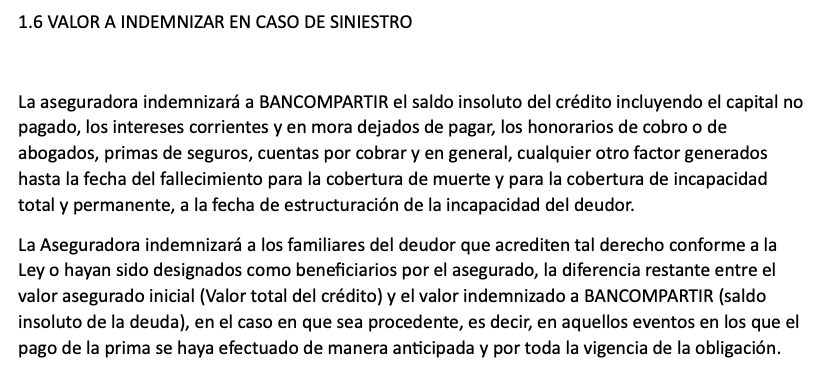 1.6 VALOR A INDEMNIZAR EN CASO DE SINIESTRO
La aseguradora indemnizará a BANCOMPARTIR el saldo insoluto del crédito incluyendo el capital no
pagado, los intereses corrientes y en mora dejados de pagar, los honorarios de cobro o de
abogados, primas de seguros, cuentas por cobrar y en general, cualquier otro factor generados
hasta la fecha del fallecimiento para la cobertura de muerte y para la cobertura de incapacidad
total y permanente, a la fecha de estructuración de la incapacidad del deudor.
La Aseguradora indemnizará a los familiares del deudor que acrediten tal derecho conforme a la
Ley o hayan sido designados como beneficiarios por el asegurado, la diferencia restante entre el
valor asegurado inicial (Valor total del crédito) y el valor indemnizado a BANCOMPARTIR (saldo
insoluto de la deuda), en el caso en que sea procedente, es decir, en aquellos eventos en los que el
pago de la prima se haya efectuado de manera anticipada y por toda la vigencia de la obligación.